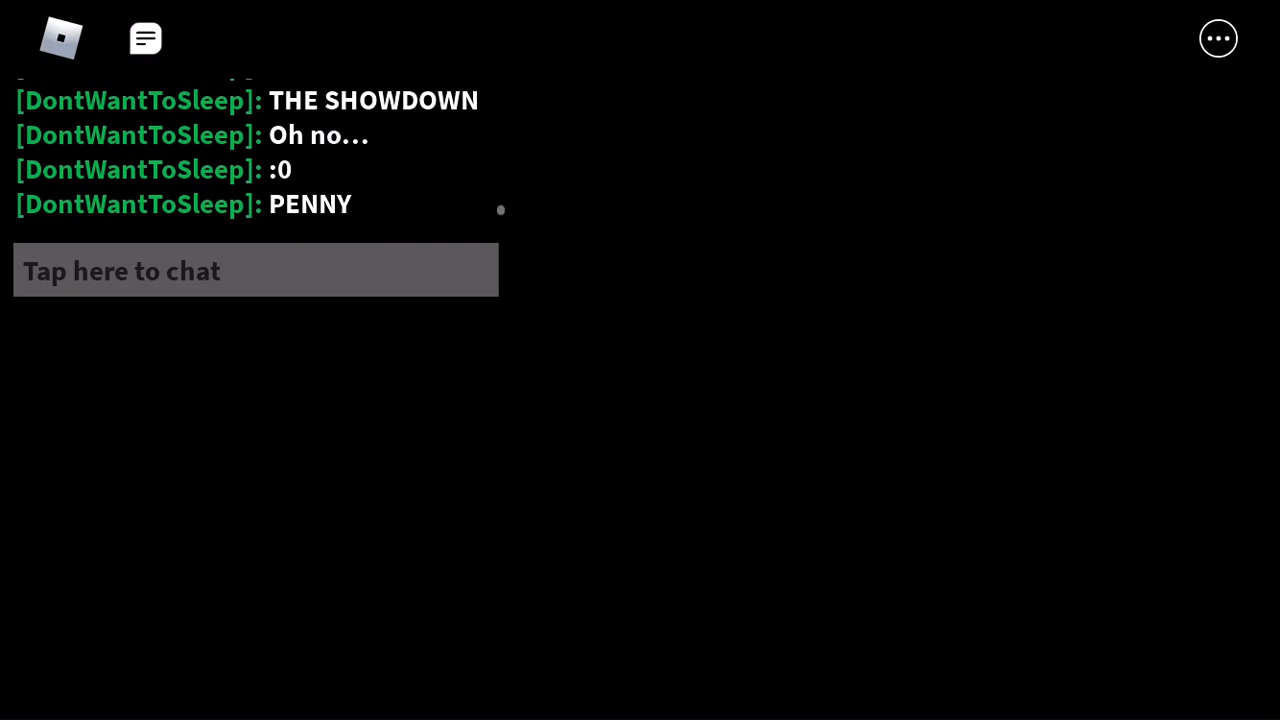 [DontWantToSleep]: THE SHOWDOWN
[DontWantToSleep]: Oh no...
[DontWantToSleep]: :0
[DontWantToSleep]: PENNY
Tap here to chat